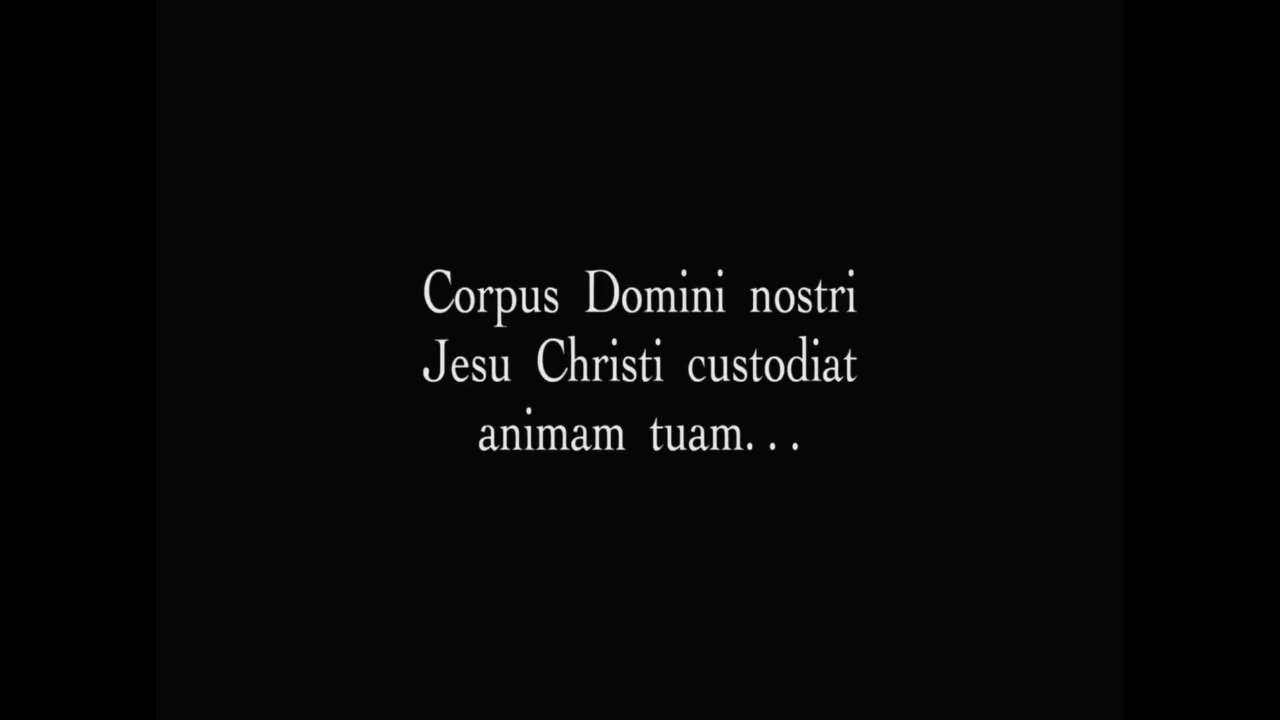 Corpus Domini nostri
Jesu Christi custodiat
animam tuam...